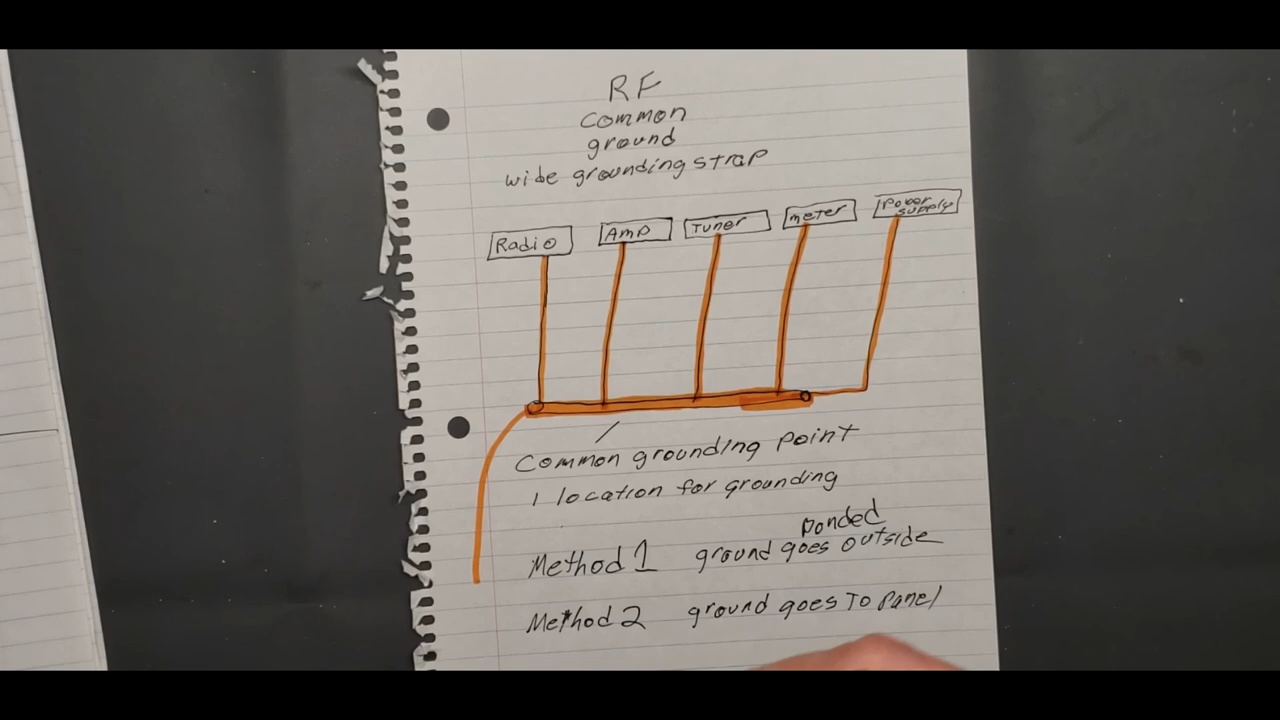 RF
common
ground
wide grounding strap
Radio
Amp
Tuner
meter
Power
supply
Common grounding Point
1 location for grounding
bonded
Method 1 ground goes outside
Method 2 ground goes To Panel